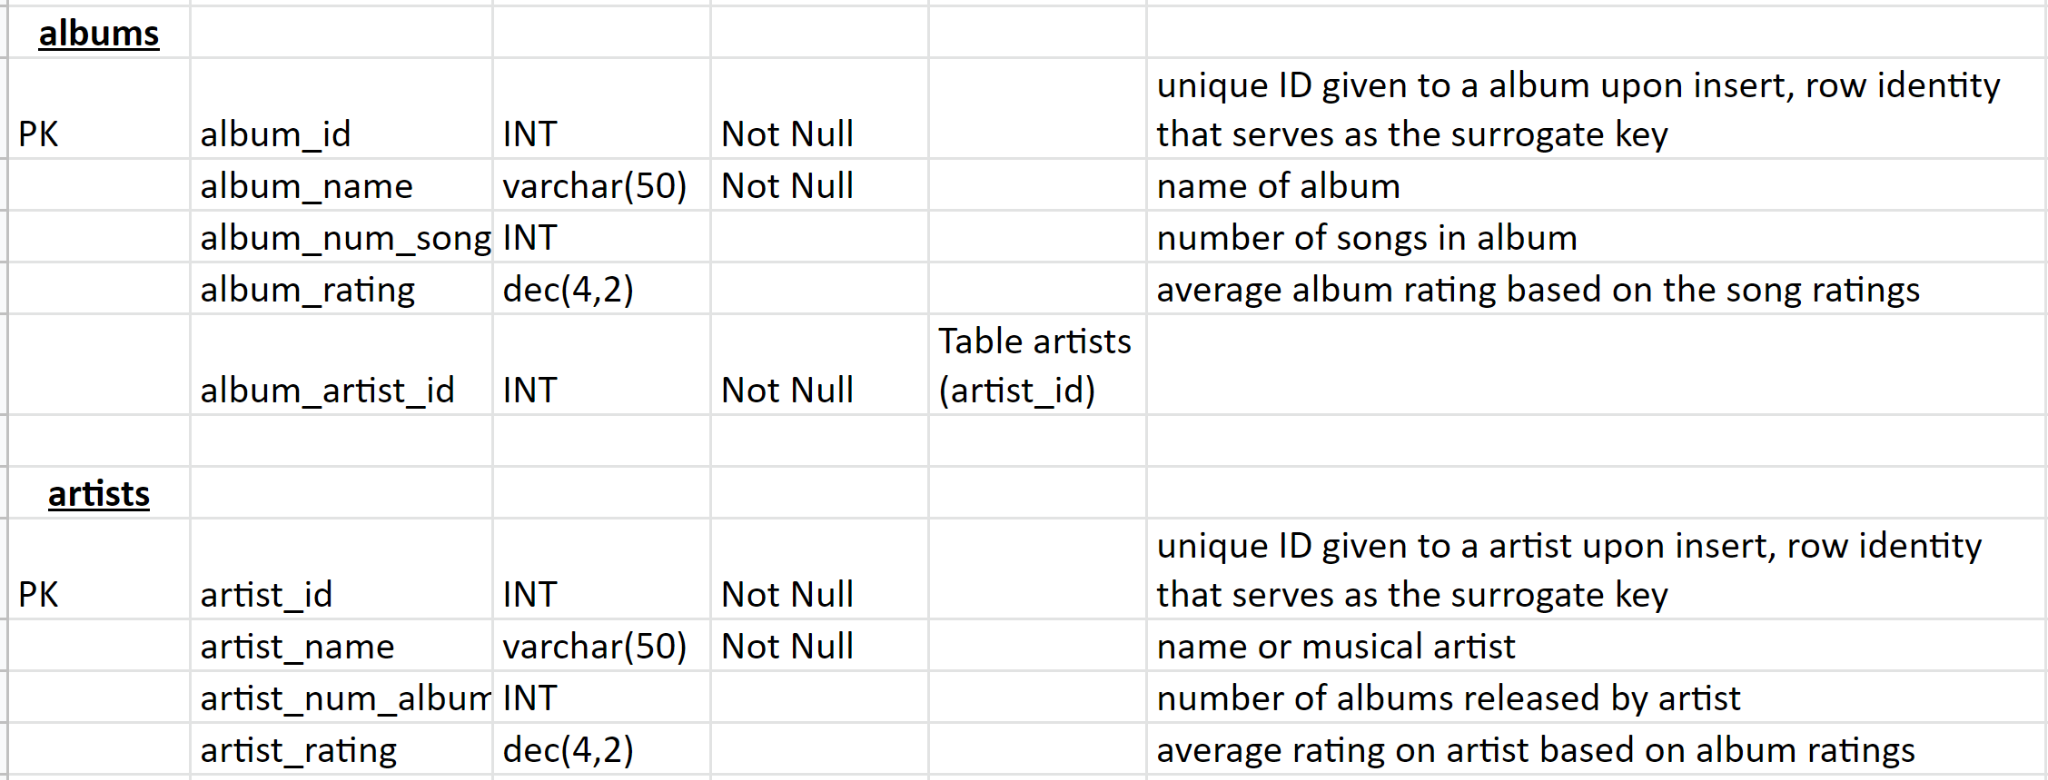 albums
unique ID given to a album upon insert, row identity
PK album_id INT Not Null that serves as the surrogate key
album_name varchar(50) Not Null name of album
album_num_song INT number of songs in album
album_rating dec(4,2) average album rating based on the song ratings
Table artists
album_artist_id INT Not Null (artist_id)
artists
unique ID given to a artist upon insert, row identity
PK artist_id INT Not Null that serves as the surrogate key
artist_name varchar(50) Not Null name or musical artist
artist_num_album INT number of albums released by artist
artist_rating dec(4,2) average rating on artist based on album ratings